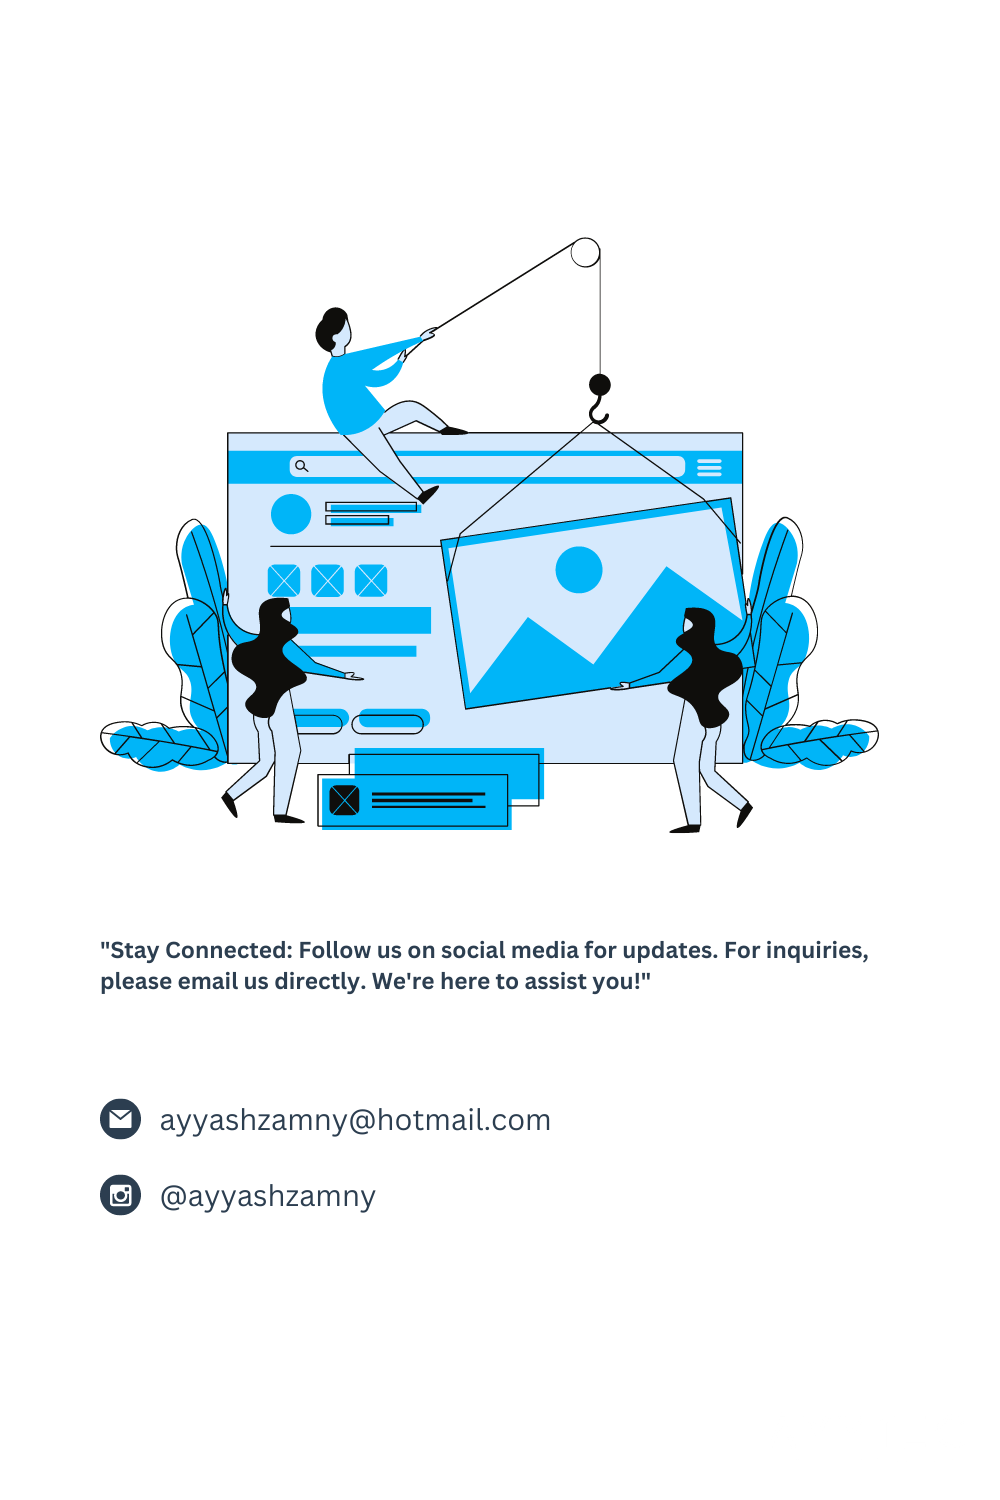 "Stay Connected: Follow us on social media for updates. For inquiries,
please email us directly. We're here to assist you!"
ayyashzamny@hotmail.com
@ayyashzamny